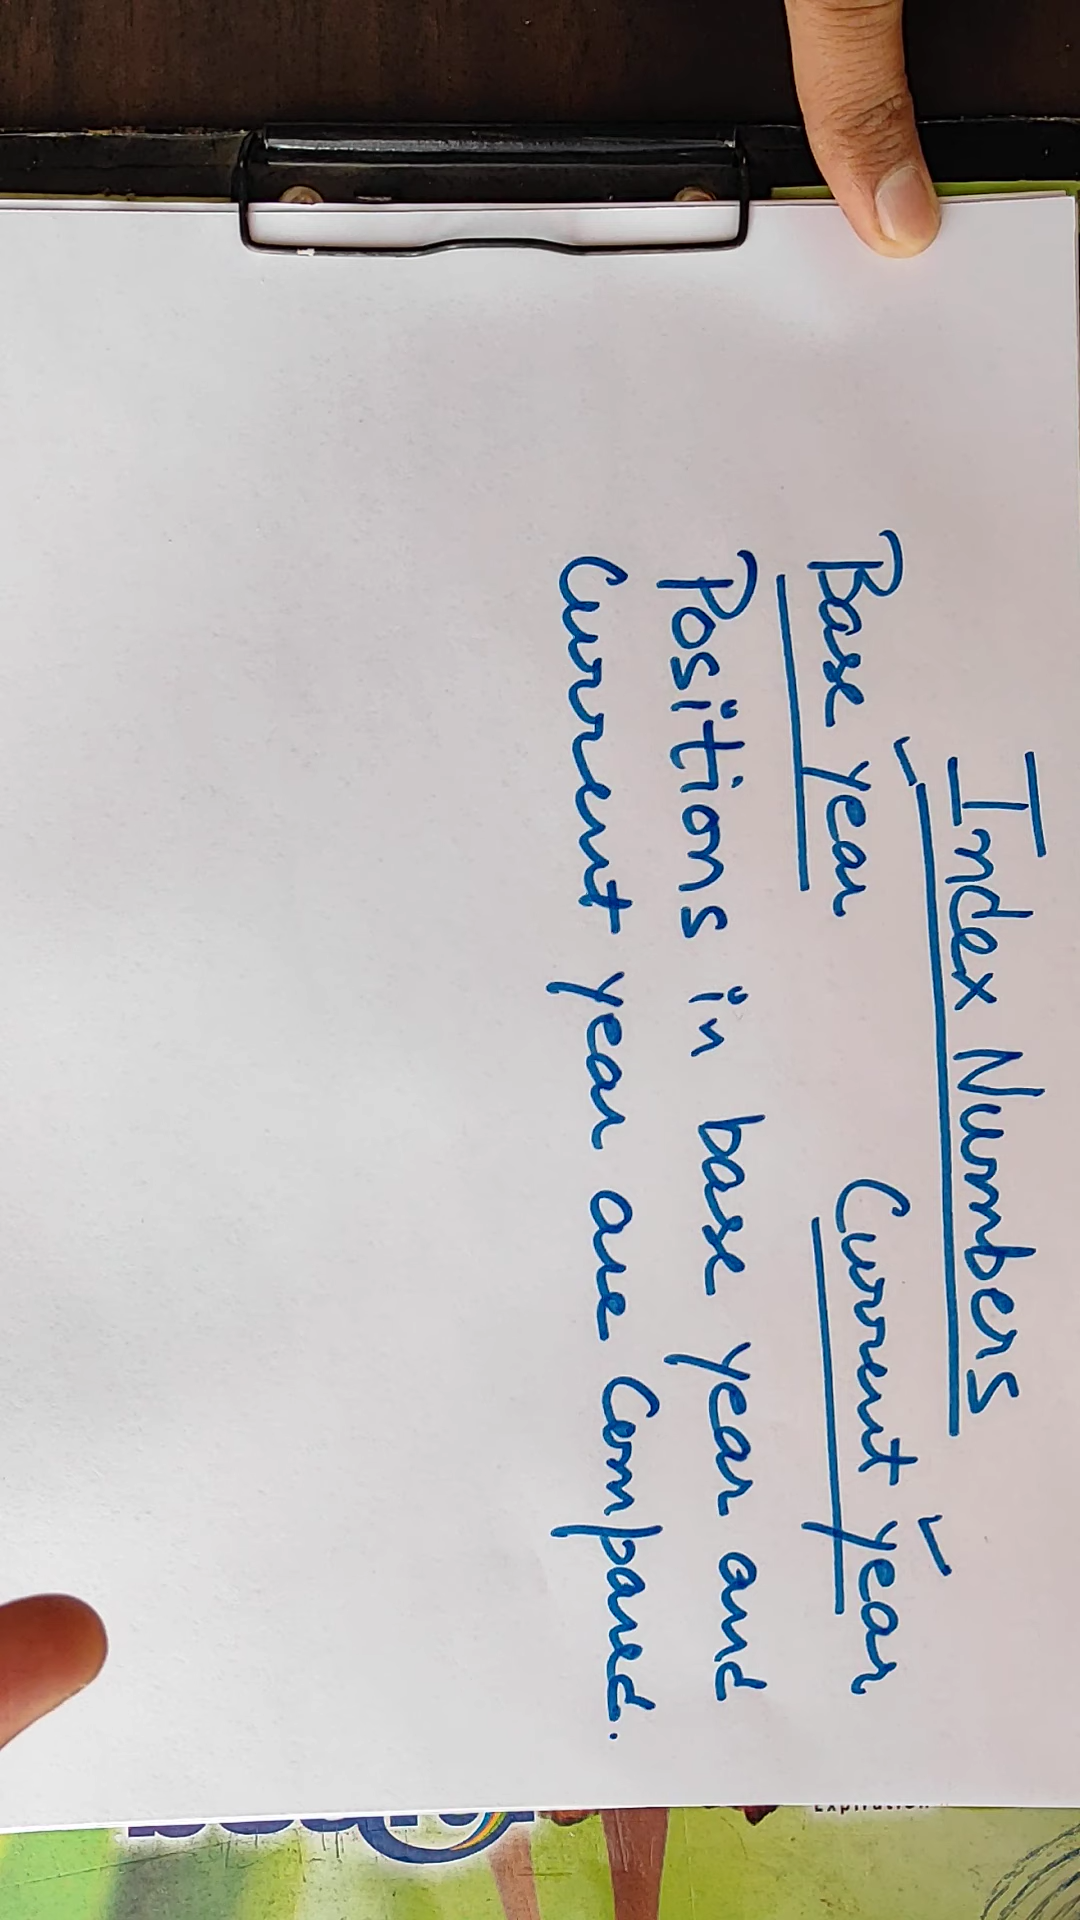 Index Numbers
Base year Current year
Positions in base year and
Current year are Compared.